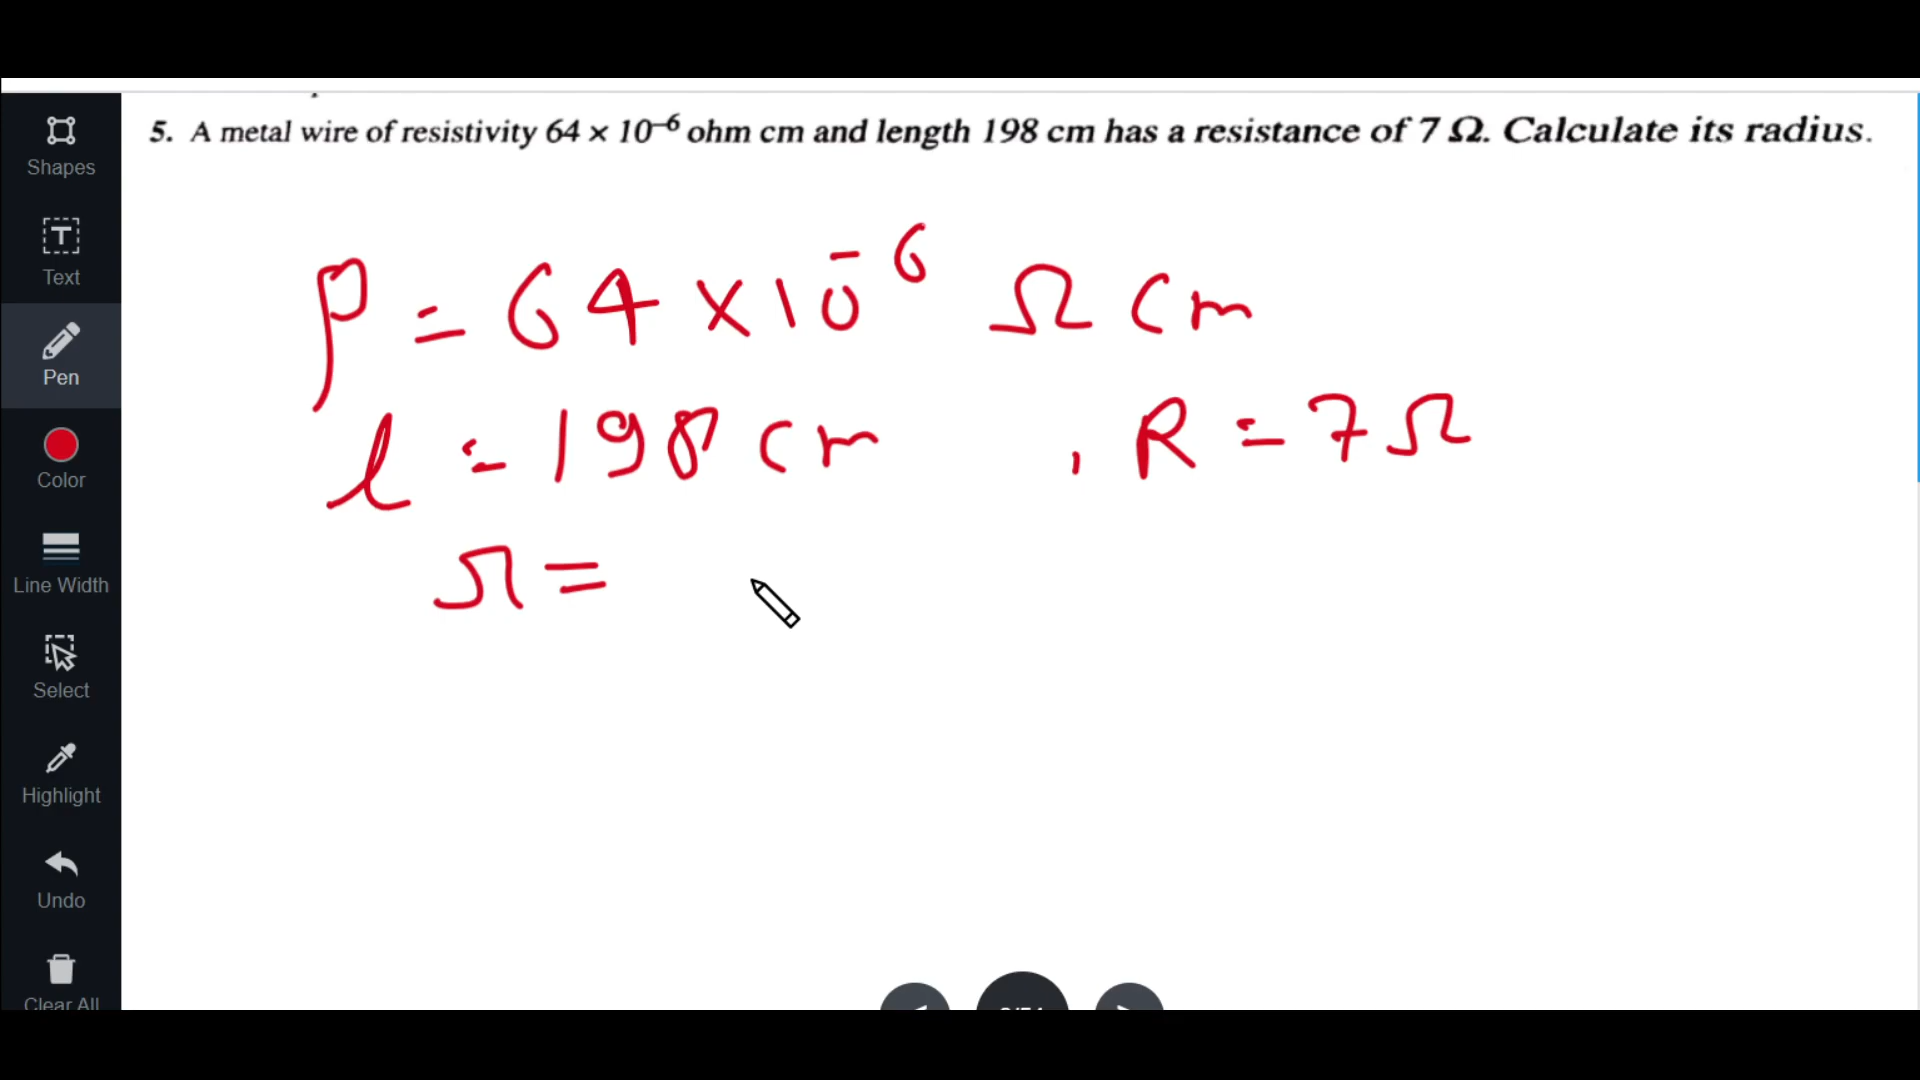 5. A metal wire of resistivity 64 × 10⁻⁶ ohm cm and length 198 cm has a resistance of 7 Ω. Calculate its radius.
Shapes
Text
Pen
Color
Line Width
Select
Highlight
Undo
Clear All
ρ = 64 × 10⁻⁶ Ω cm
l = 198 cm , R = 7 Ω
r =